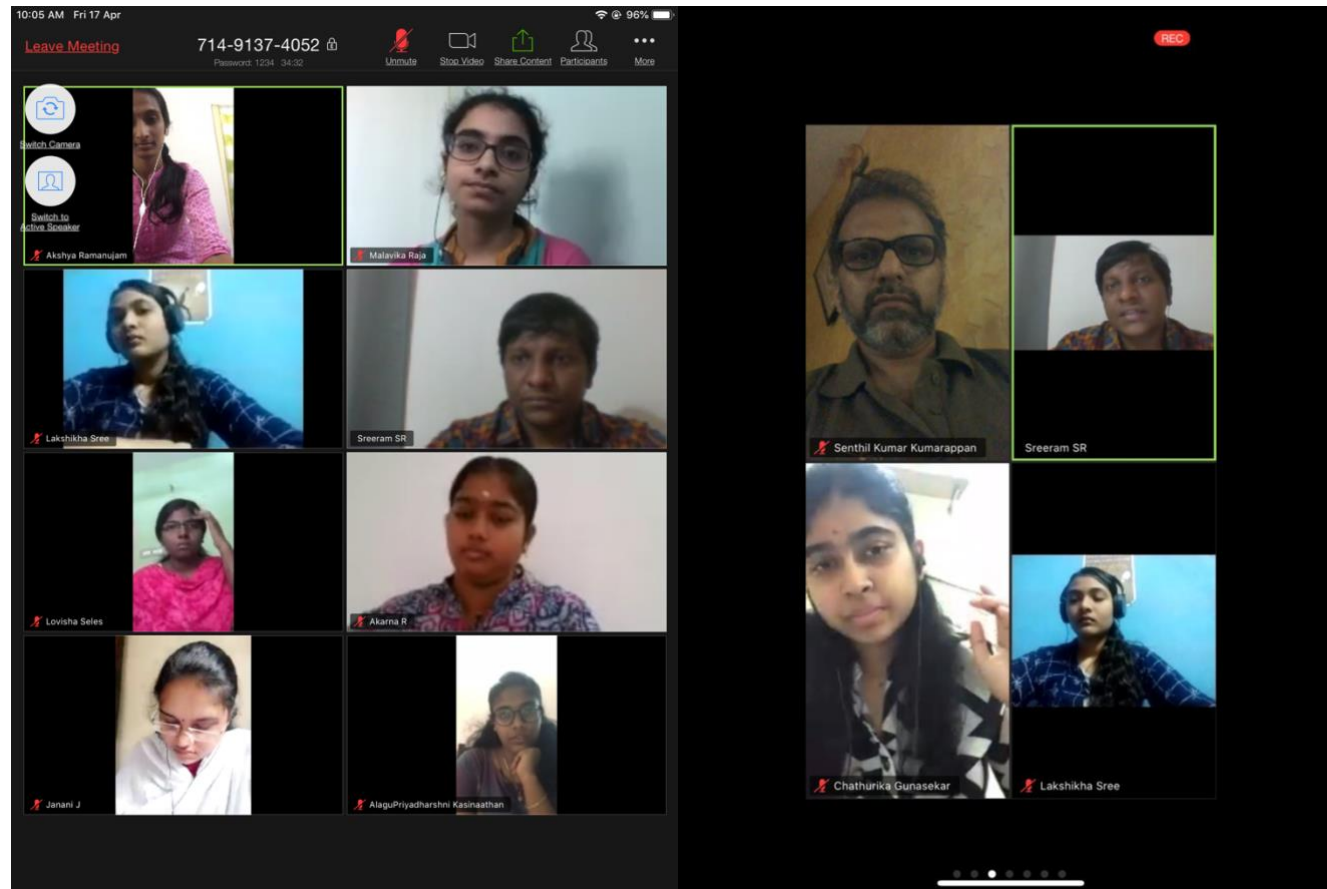 10:05 AM Fri 17 Apr
96%
Leave Meeting
714-9137-4052
Password: 1234 34:32
Unmute
Stop Video
Share Content
Participants
More
Switch Camera
Switch to
Active Speaker
Akshya Ramanujam
Malavika Raja
Lakshikha Sree
Sreeram SR
Lovisha Seles
Akarna R
Janani J
AlaguPriyadharshni Kasinaathan
REC
Senthil Kumar Kumarappan
Sreeram SR
Chathurika Gunasekar
Lakshikha Sree